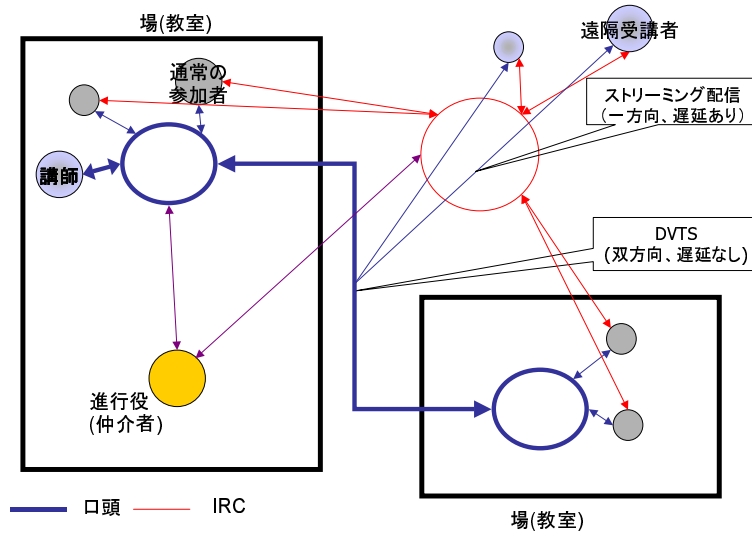 場(教室)
遠隔受講者
通常の
参加者
ストリーミング配信
(一方向、遅延あり)
講師
DVTS
(双方向、遅延なし)
進行役
(仲介者)
口頭
IRC
場(教室)